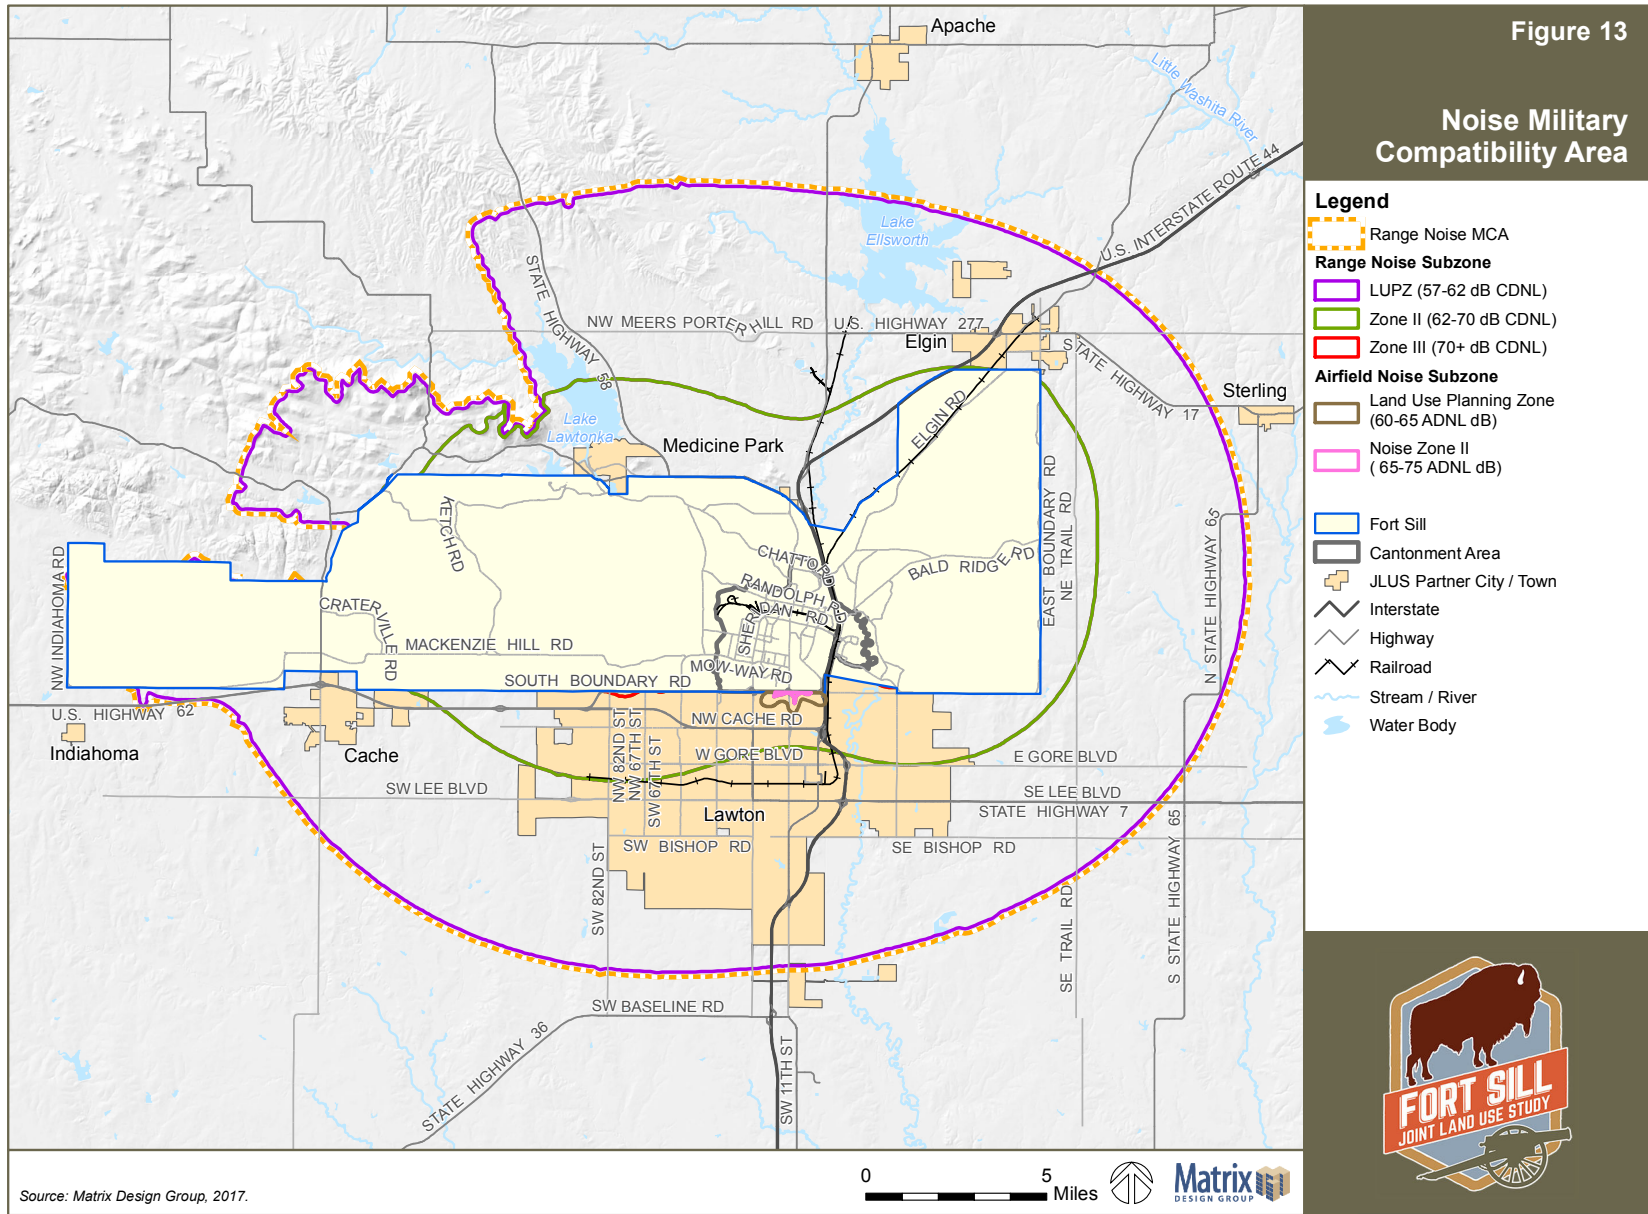 Figure 13
Noise Military
Compatibility Area
Legend
Range Noise MCA
Range Noise Subzone
LUPZ (57-62 dB CDNL)
Zone II (62-70 dB CDNL)
Zone III (70+ dB CDNL)
Airfield Noise Subzone
Land Use Planning Zone
(60-65 ADNL dB)
Noise Zone II
( 65-75 ADNL dB)
Fort Sill
Cantonment Area
JLUS Partner City / Town
Interstate
Highway
Railroad
Stream / River
Water Body
Apache
Little Washita River
U.S. INTERSTATE ROUTE 44
Lake
Ellsworth
STATE HIGHWAY 58
NW MEERS PORTER HILL RD
U.S. HIGHWAY 277
Elgin
STATE HIGHWAY 17
Sterling
ELGIN RD
Lake
Lawtonka
Medicine Park
KETCH RD
EAST BOUNDARY RD
NE TRAIL RD
N STATE HIGHWAY 65
CHATTO RD
BALD RIDGE RD
RANDOLPH RD
SHERIDAN RD
NW INDIAHOMA RD
CRATERVILLE RD
MACKENZIE HILL RD
MOW-WAY RD
SOUTH BOUNDARY RD
U.S. HIGHWAY 62
Indiahoma
Cache
NW CACHE RD
NW 82ND ST
NW 67TH ST
SW 67TH ST
W GORE BLVD
E GORE BLVD
SW LEE BLVD
SE LEE BLVD
STATE HIGHWAY 7
Lawton
SW BISHOP RD
SE BISHOP RD
SW 82ND ST
SE TRAIL RD
S STATE HIGHWAY 65
SW BASELINE RD
STATE HIGHWAY 36
SW 11TH ST
Source: Matrix Design Group, 2017.
0 5
Miles
Matrix
DESIGN GROUP
FORT SILL
JOINT LAND USE STUDY